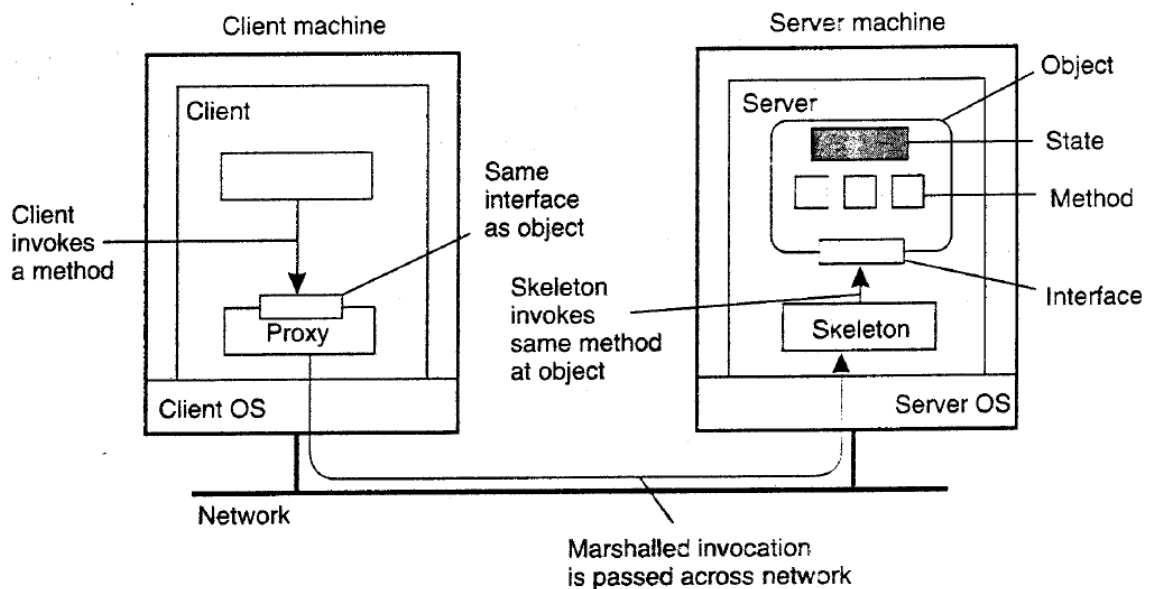 Client machine
Server machine
Object
Client
Server
State
Same
interface
as object
Method
Client
invokes
a method
Skeleton
invokes
same method
at object
Interface
Proxy
Skeleton
Client OS
Server OS
Network
Marshalled invocation
is passed across network